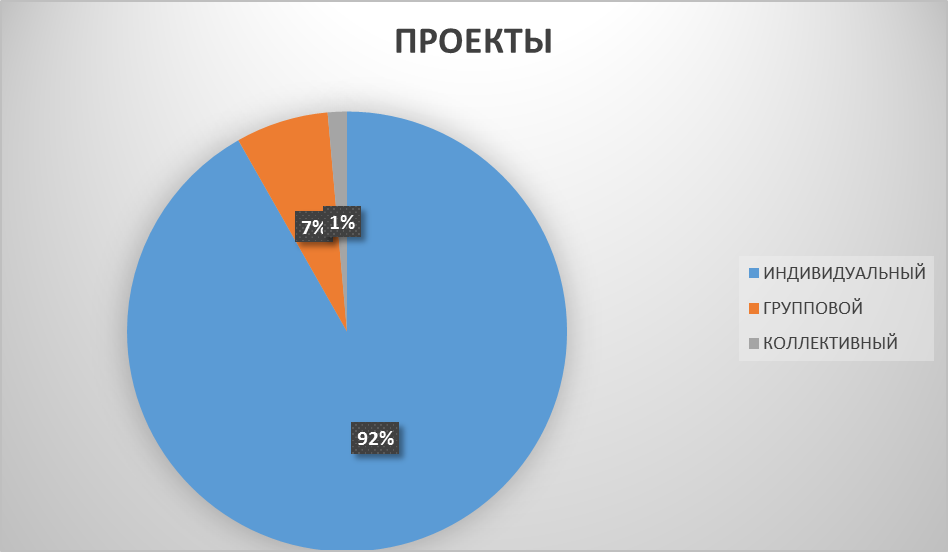 ПРОЕКТЫ
7%
1%
92%
ИНДИВИДУАЛЬНЫЙ
ГРУППОВОЙ
КОЛЛЕКТИВНЫЙ